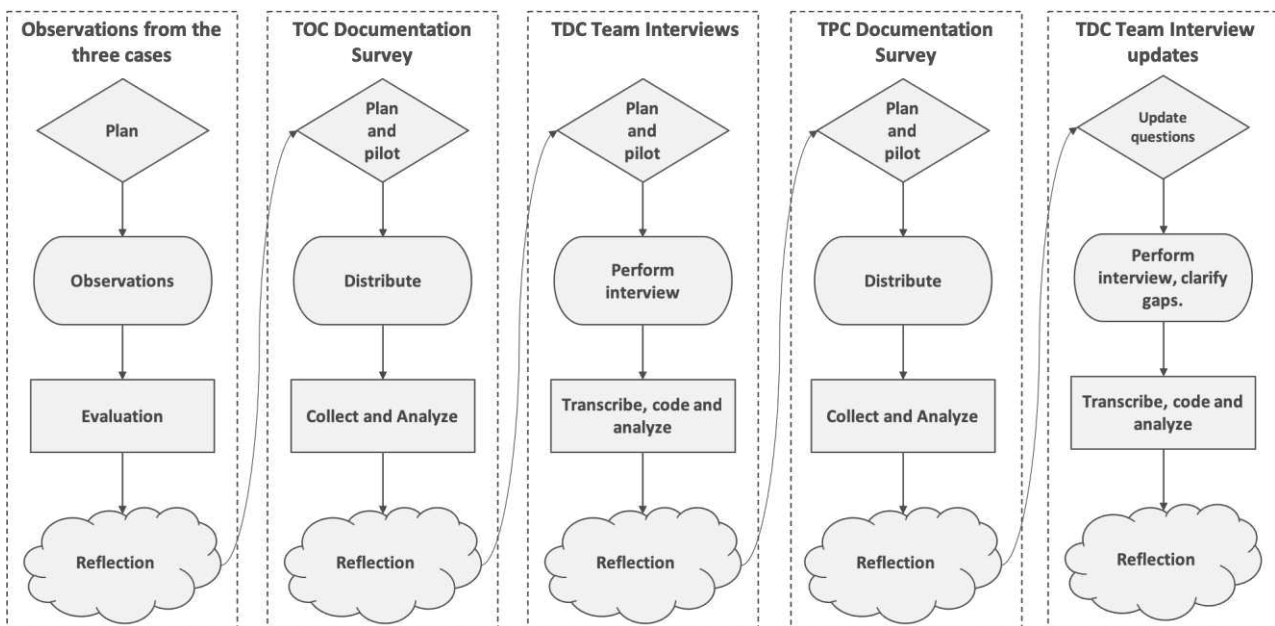 Observations from the
three cases
Plan
Observations
Evaluation
Reflection
TOC Documentation
Survey
Plan
and
pilot
Distribute
Collect and Analyze
Reflection
TDC Team Interviews
Plan
and
pilot
Perform
interview
Transcribe, code and
analyze
Reflection
TPC Documentation
Survey
Plan
and
pilot
Distribute
Collect and Analyze
Reflection
TDC Team Interview
updates
Update
questions
Perform
interview, clarify
gaps.
Transcribe, code and
analyze
Reflection